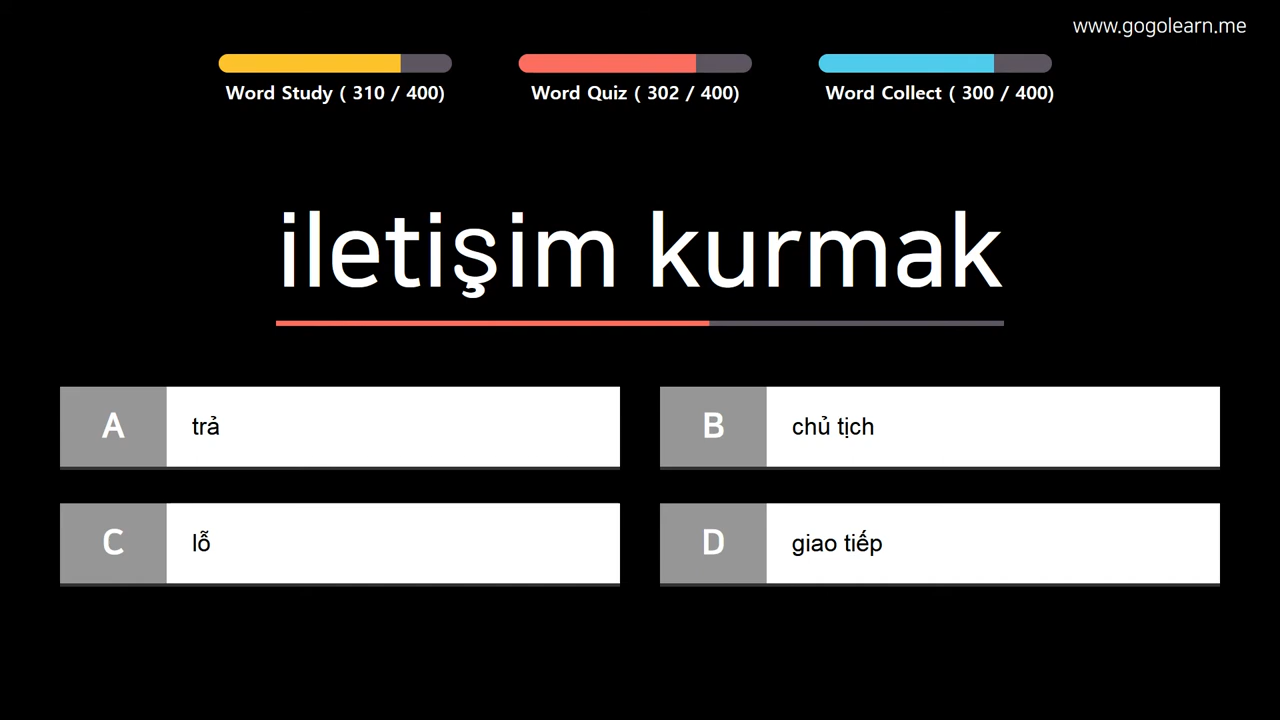 www.gogolearn.me
Word Study ( 310 / 400)
Word Quiz ( 302 / 400)
Word Collect ( 300 / 400)
iletişim kurmak
A trả
B chủ tịch
C lỗ
D giao tiếp